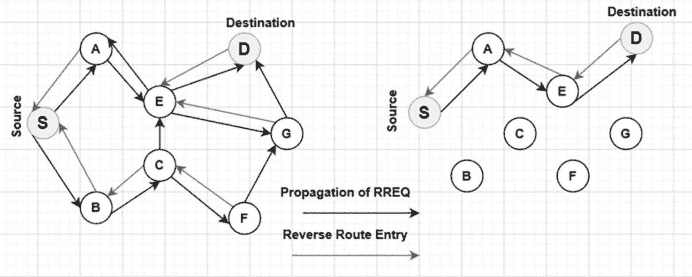 Destination
A
D
E
Source
S
G
C
B
F
Destination
D
A
E
Source
S
C
G
B
F
Propagation of RREQ
Reverse Route Entry